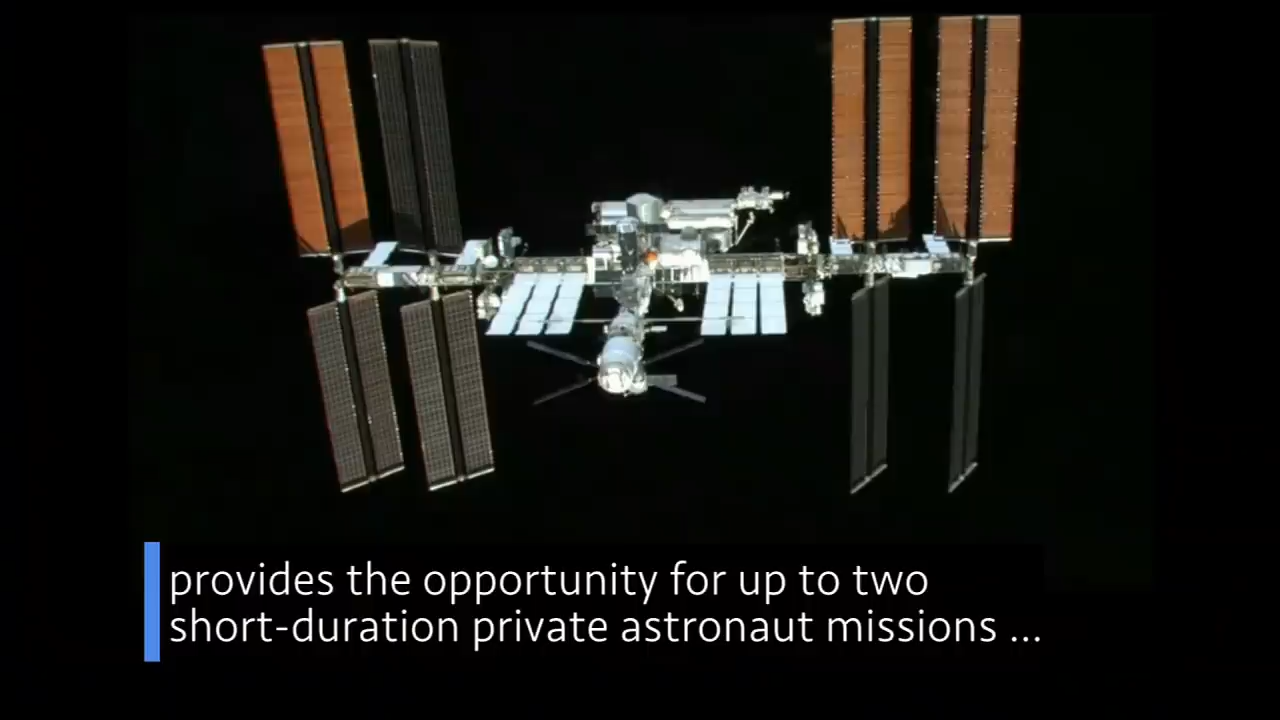 provides the opportunity for up to two
short-duration private astronaut missions ...